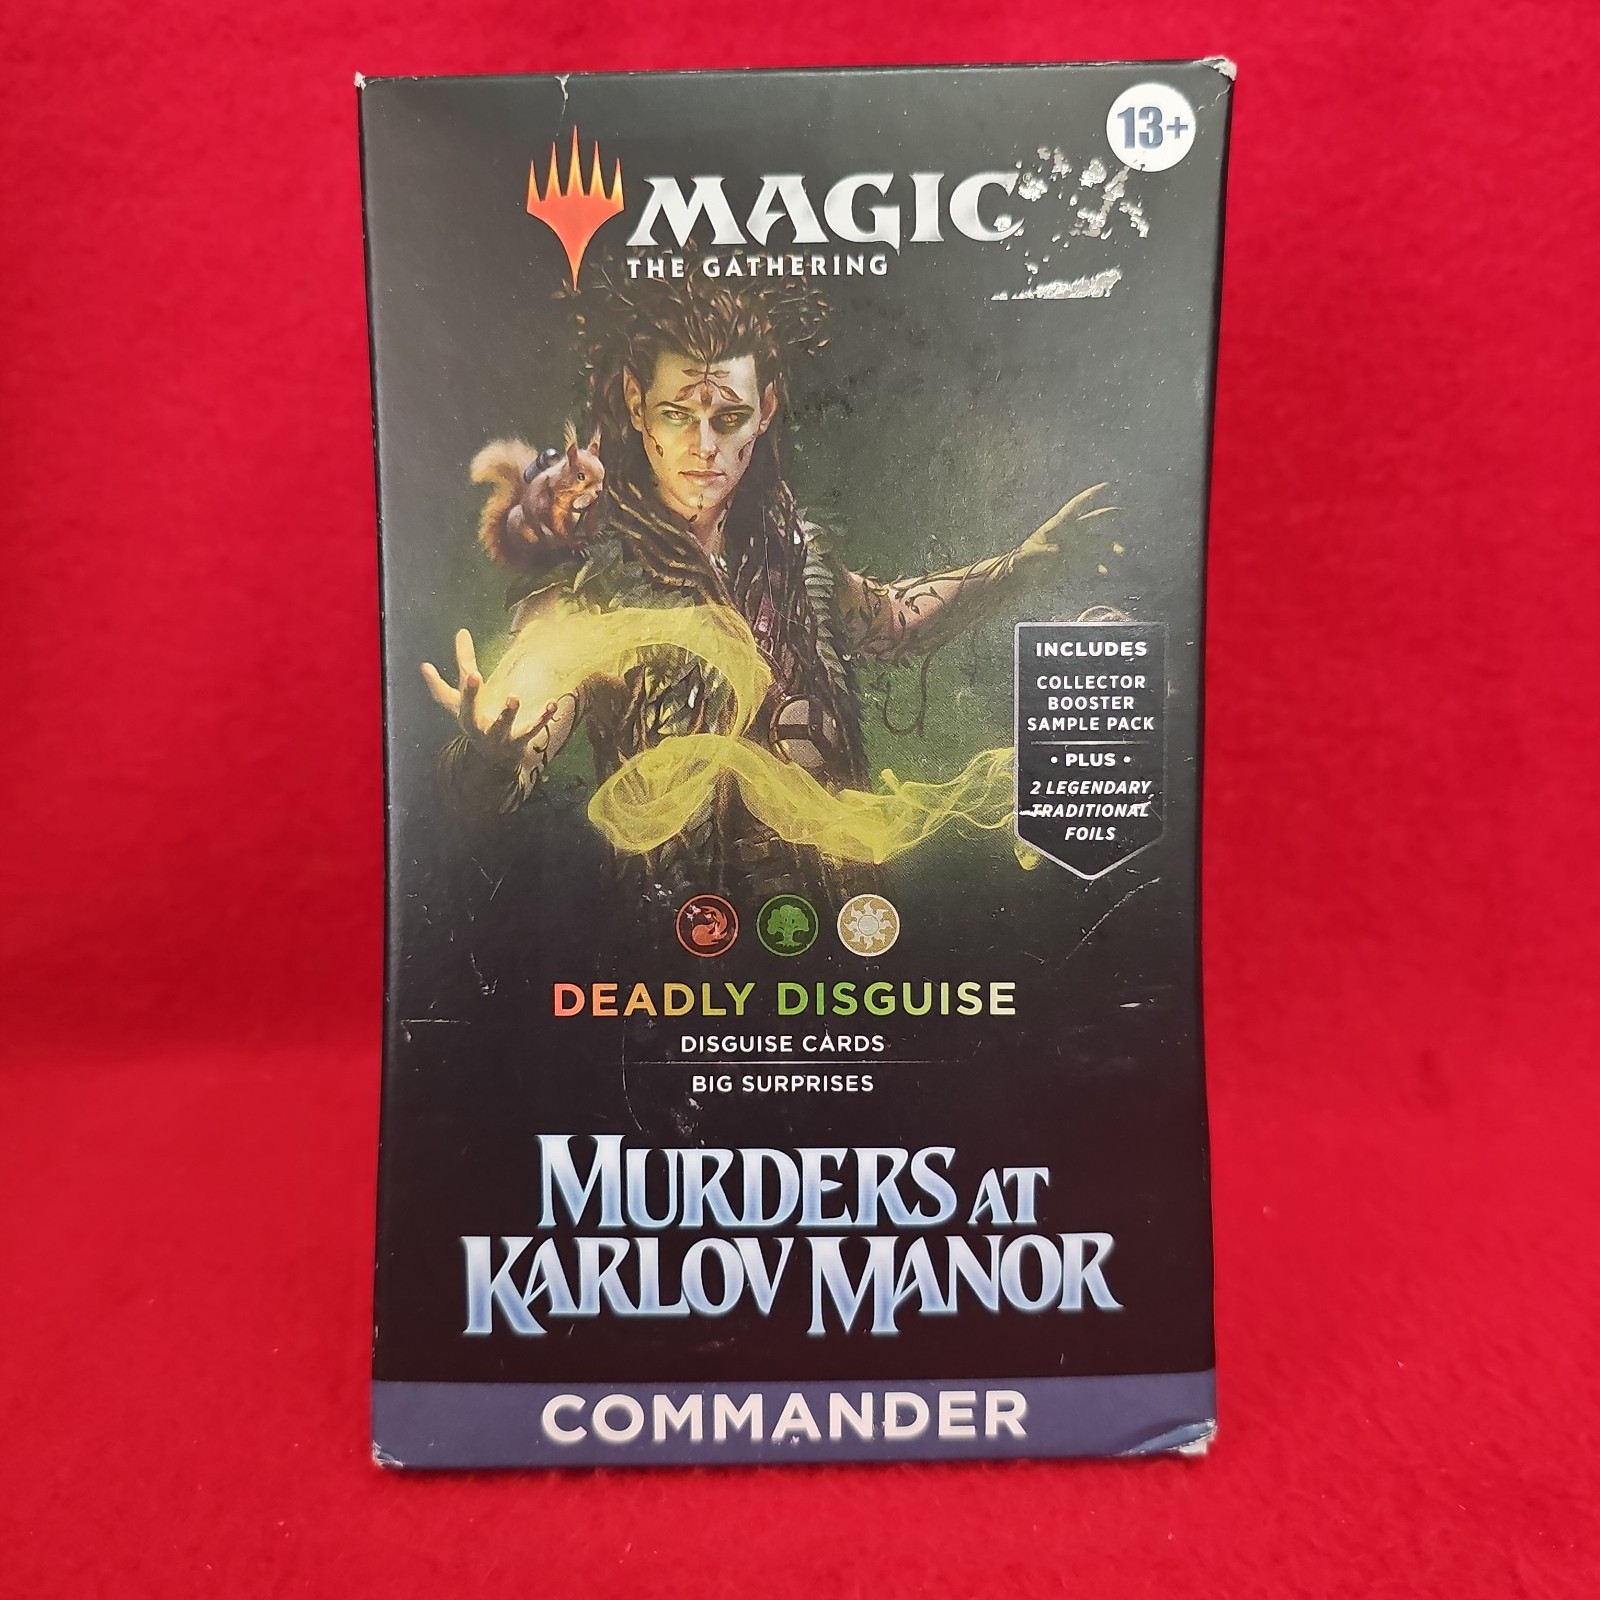 13+
MAGIC
THE GATHERING
INCLUDES
COLLECTOR
BOOSTER
SAMPLE PACK
• PLUS •
2 LEGENDARY
TRADITIONAL
FOILS
DEADLY DISGUISE
DISGUISE CARDS
BIG SURPRISES
MURDERS AT
KARLOV MANOR
COMMANDER